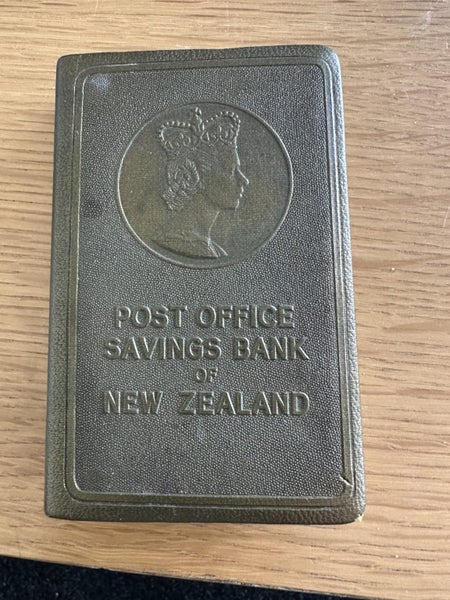 POST OFFICE
SAVINGS BANK
OF
NEW ZEALAND